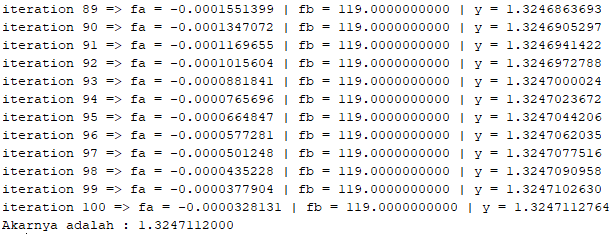 iteration 89 => fa = -0.0001551399 | fb = 119.0000000000 | y = 1.3246863693
iteration 90 => fa = -0.0001347072 | fb = 119.0000000000 | y = 1.3246905297
iteration 91 => fa = -0.0001169655 | fb = 119.0000000000 | y = 1.3246941422
iteration 92 => fa = -0.0001015604 | fb = 119.0000000000 | y = 1.3246972788
iteration 93 => fa = -0.0000881841 | fb = 119.0000000000 | y = 1.3247000024
iteration 94 => fa = -0.0000765696 | fb = 119.0000000000 | y = 1.3247023672
iteration 95 => fa = -0.0000664847 | fb = 119.0000000000 | y = 1.3247044206
iteration 96 => fa = -0.0000577281 | fb = 119.0000000000 | y = 1.3247062035
iteration 97 => fa = -0.0000501248 | fb = 119.0000000000 | y = 1.3247077516
iteration 98 => fa = -0.0000435228 | fb = 119.0000000000 | y = 1.3247090958
iteration 99 => fa = -0.0000377904 | fb = 119.0000000000 | y = 1.3247102630
iteration 100 => fa = -0.0000328131 | fb = 119.0000000000 | y = 1.3247112764
Akarnya adalah : 1.3247112000